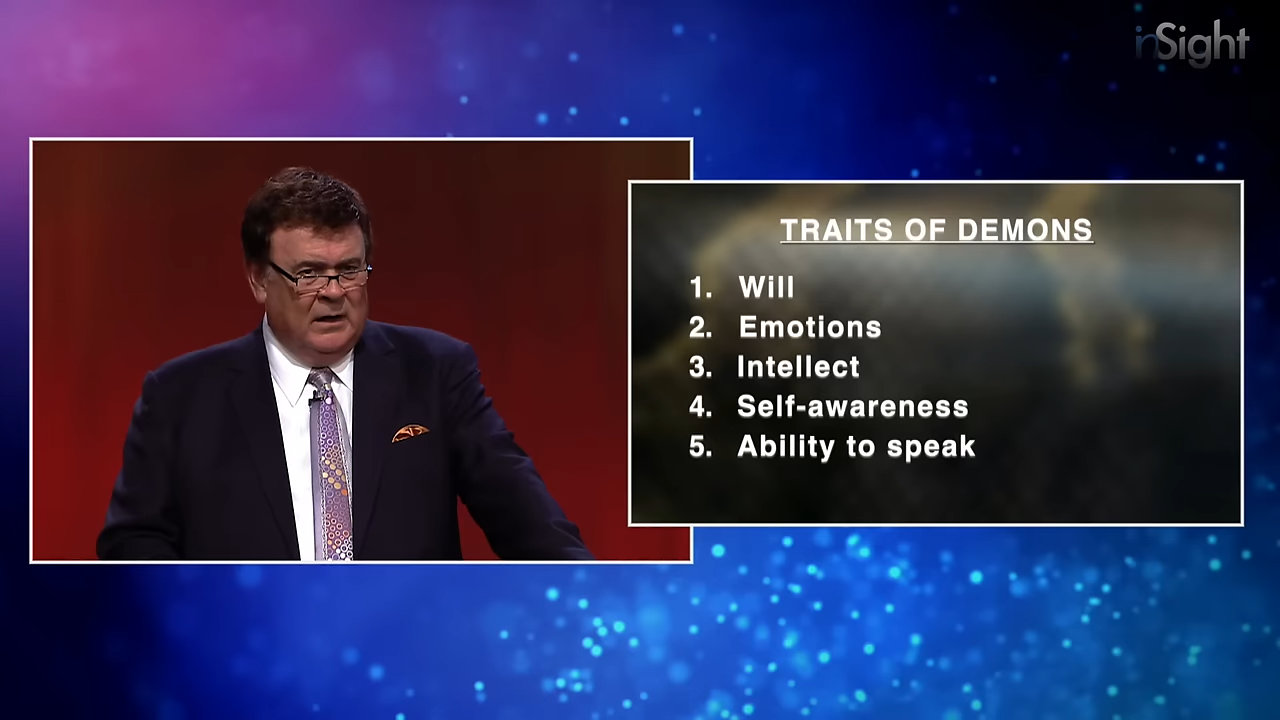 inSight
TRAITS OF DEMONS
1. Will
2. Emotions
3. Intellect
4. Self-awareness
5. Ability to speak